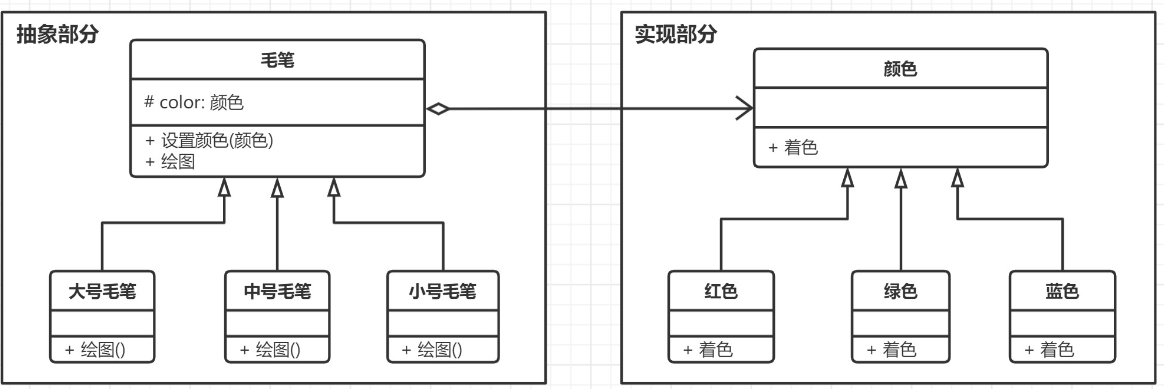 抽象部分
毛笔
# color: 颜色
+ 设置颜色(颜色)
+ 绘图
大号毛笔
+ 绘图()
中号毛笔
+ 绘图()
小号毛笔
+ 绘图()
实现部分
颜色
+ 着色
红色
+ 着色
绿色
+ 着色
蓝色
+ 着色